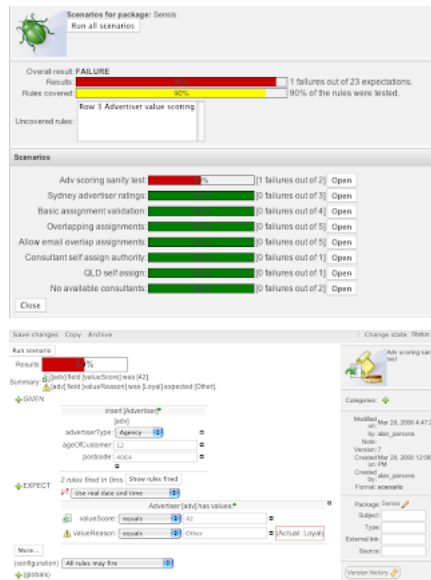 Scenarios for package: Sensis
Run all scenarios
Overall result: FAILURE
Results: 1 failures out of 23 expectations.
Rules covered: 90% 90% of the rules were tested.
Row 3 Advertiser value scoring
Uncovered rules:
Scenarios
Adv scoring sanity test: [1 failures out of 2] Open
Sydney advertiser ratings: [0 failures out of 3] Open
Basic assignment validation: [0 failures out of 4] Open
Overlapping assignments: [0 failures out of 5] Open
Allow email overlap assignments: [0 failures out of 5] Open
Consultant self assign authority: [0 failures out of 1] Open
QLD self assign: [0 failures out of 1] Open
No available consultants: [0 failures out of 2] Open
Close
Save changes Copy Archive Change state Status:
Run scenario
Results:
Adv scoring san
test
Summary: [adv] field [valueScore] was [42].
[adv] field [valueReason] was [Loyal] expected [Other].
GIVEN
Categories:
insert [Advertiser]
[adv]
advertiserType: Agency
ageOfCustomer: 12
postcode: 4064
Modified on: Mar 28, 2008 4:47:2
by: alan_parsons
Note:
Version: 7
Created on: Mar 28, 2008 12:08 PM
Created by: alan_parsons
Format: scenario
EXPECT
2 rules fired in 0ms. Show rules fired
Use real date and time
Advertiser [adv] has values:
valueScore: equals 42
valueReason: equals Other (Actual: Loyal)
Package: Sensis
Subject:
Type:
External link:
Source:
More...
(configuration) All rules may fire
(globals)
Version history